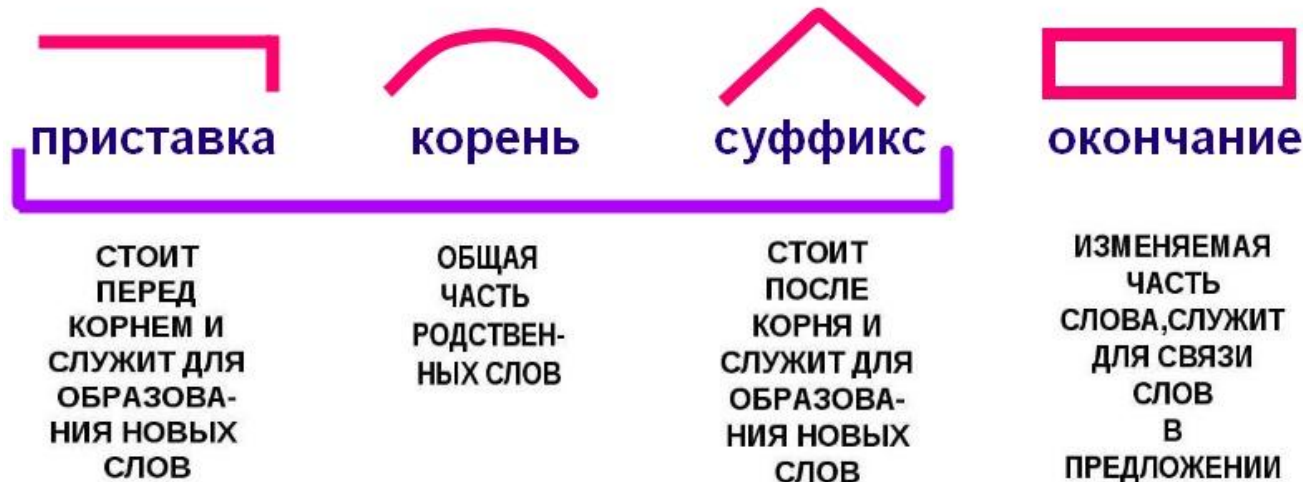 приставка корень суффикс окончание
СТОИТ
ПЕРЕД
КОРНЕМ И
СЛУЖИТ ДЛЯ
ОБРАЗОВА-
НИЯ НОВЫХ
СЛОВ
ОБЩАЯ
ЧАСТЬ
РОДСТВЕН-
НЫХ СЛОВ
СТОИТ
ПОСЛЕ
КОРНЯ И
СЛУЖИТ ДЛЯ
ОБРАЗОВА-
НИЯ НОВЫХ
СЛОВ
ИЗМЕНЯЕМАЯ
ЧАСТЬ
СЛОВА,СЛУЖИТ
ДЛЯ СВЯЗИ
СЛОВ
В
ПРЕДЛОЖЕНИИ